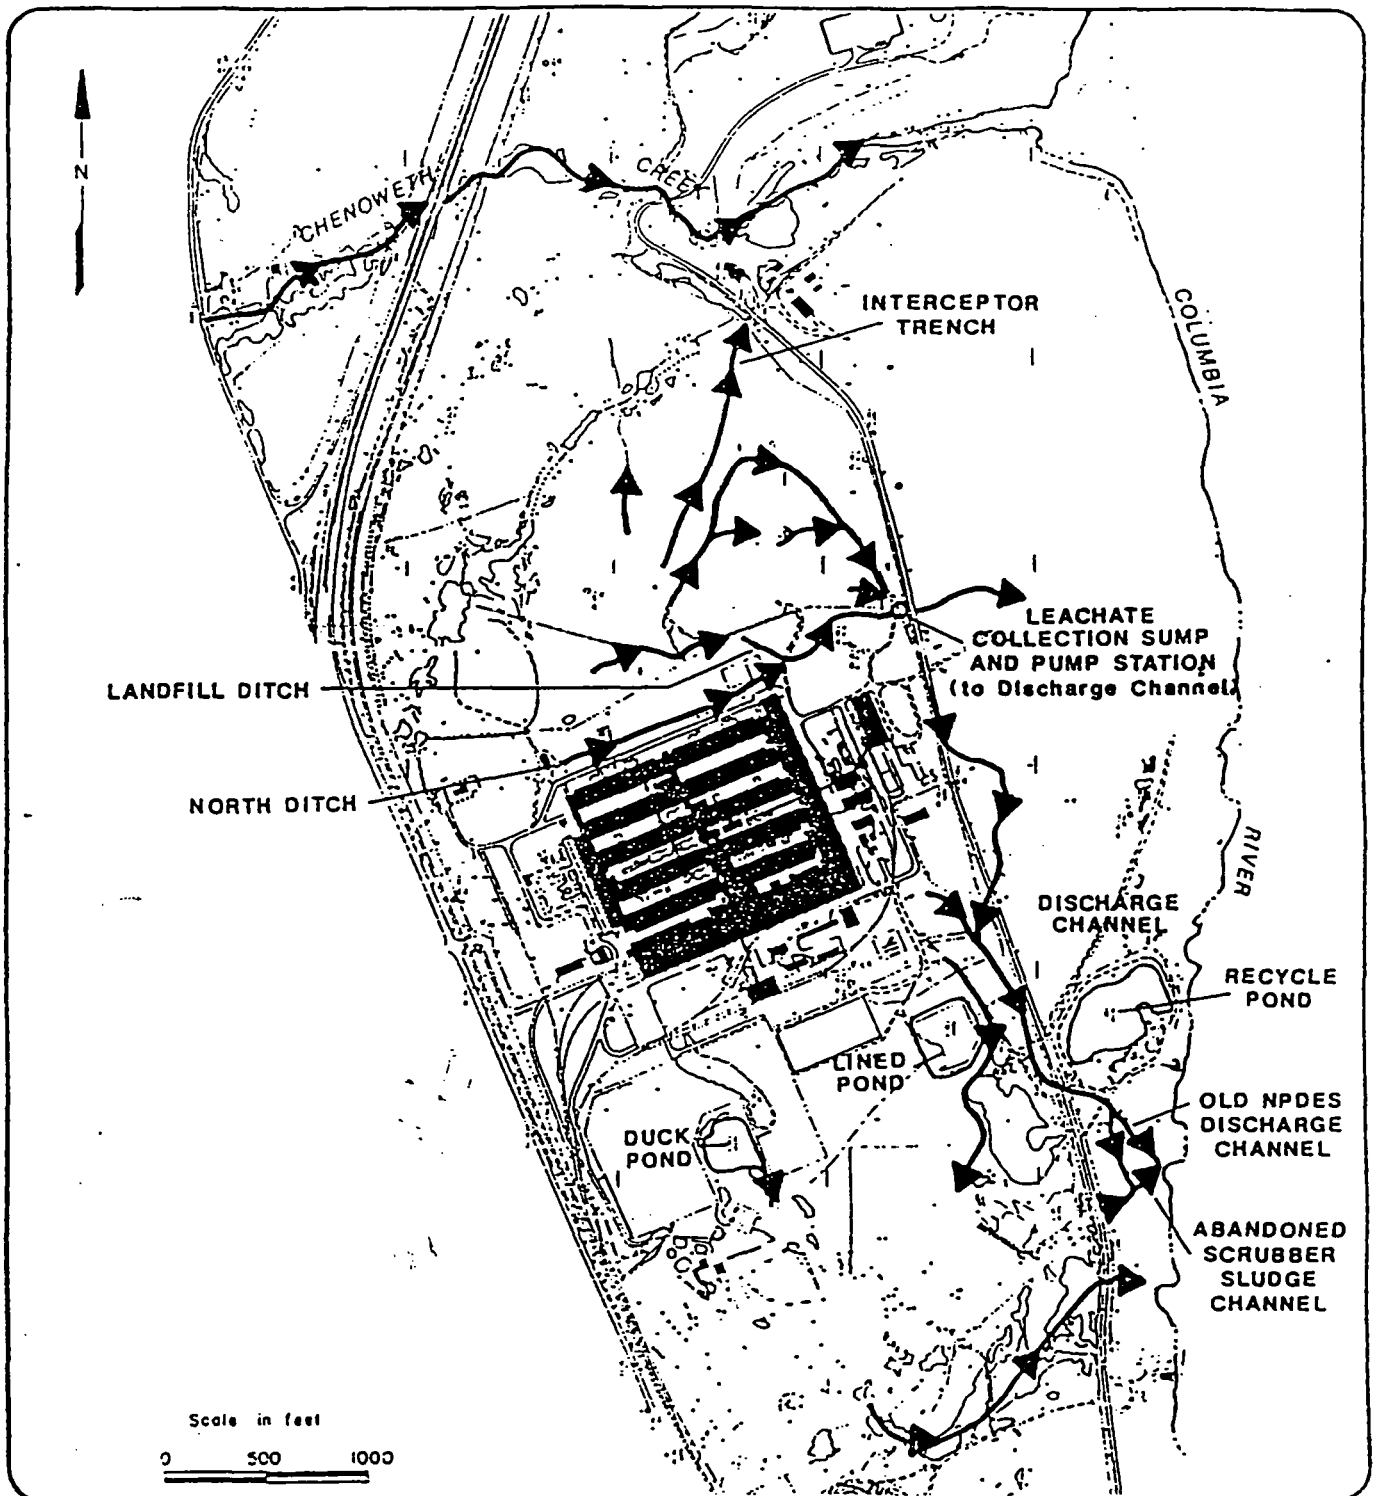 N
CHENOWETH
CREEK
INTERCEPTOR
TRENCH
COLUMBIA
LEACHATE
COLLECTION SUMP
AND PUMP STATION
(to Discharge Channel)
LANDFILL DITCH
NORTH DITCH
RIVER
DISCHARGE
CHANNEL
RECYCLE
POND
LINED
POND
OLD NPDES
DISCHARGE
CHANNEL
DUCK
POND
ABANDONED
SCRUBBER
SLUDGE
CHANNEL
Scale in feet
0 500 1000